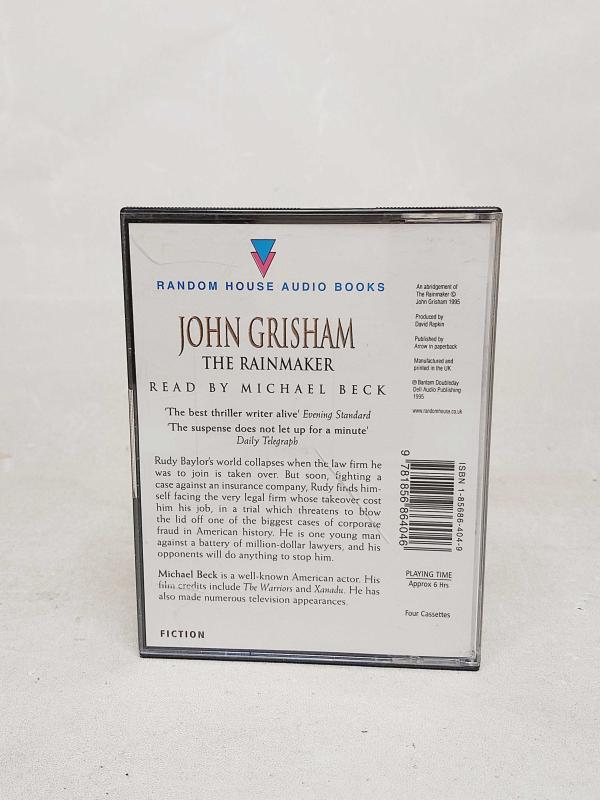 RANDOM HOUSE AUDIO BOOKS
JOHN GRISHAM
THE RAINMAKER
READ BY MICHAEL BECK
'The best thriller writer alive' Evening Standard
'The suspense does not let up for a minute'
Daily Telegraph
Rudy Baylor's world collapses when the law firm he
was to join is taken over. But soon, fighting a
case against an insurance company, Rudy finds him-
self facing the very legal firm whose takeover cost
him his job, in a trial which threatens to blow
the lid off one of the biggest cases of corporate
fraud in American history. He is one young man
against a battery of million-dollar lawyers, and his
opponents will do anything to stop him.
Michael Beck is a well-known American actor. His
film credits include The Warriors and Xanadu. He has
also made numerous television appearances.
FICTION
An abridgement of
The Rainmaker ©
John Grisham 1995
Produced by
David Rapkin
Published by
Arrow in paperback
Manufactured and
printed in the UK
℗ Bantam Doubleday
Dell Audio Publishing
1995
www.randomhouse.co.uk
ISBN 1-85686-404-9
9 781856 864046
PLAYING TIME
Approx 6 Hrs
Four Cassettes